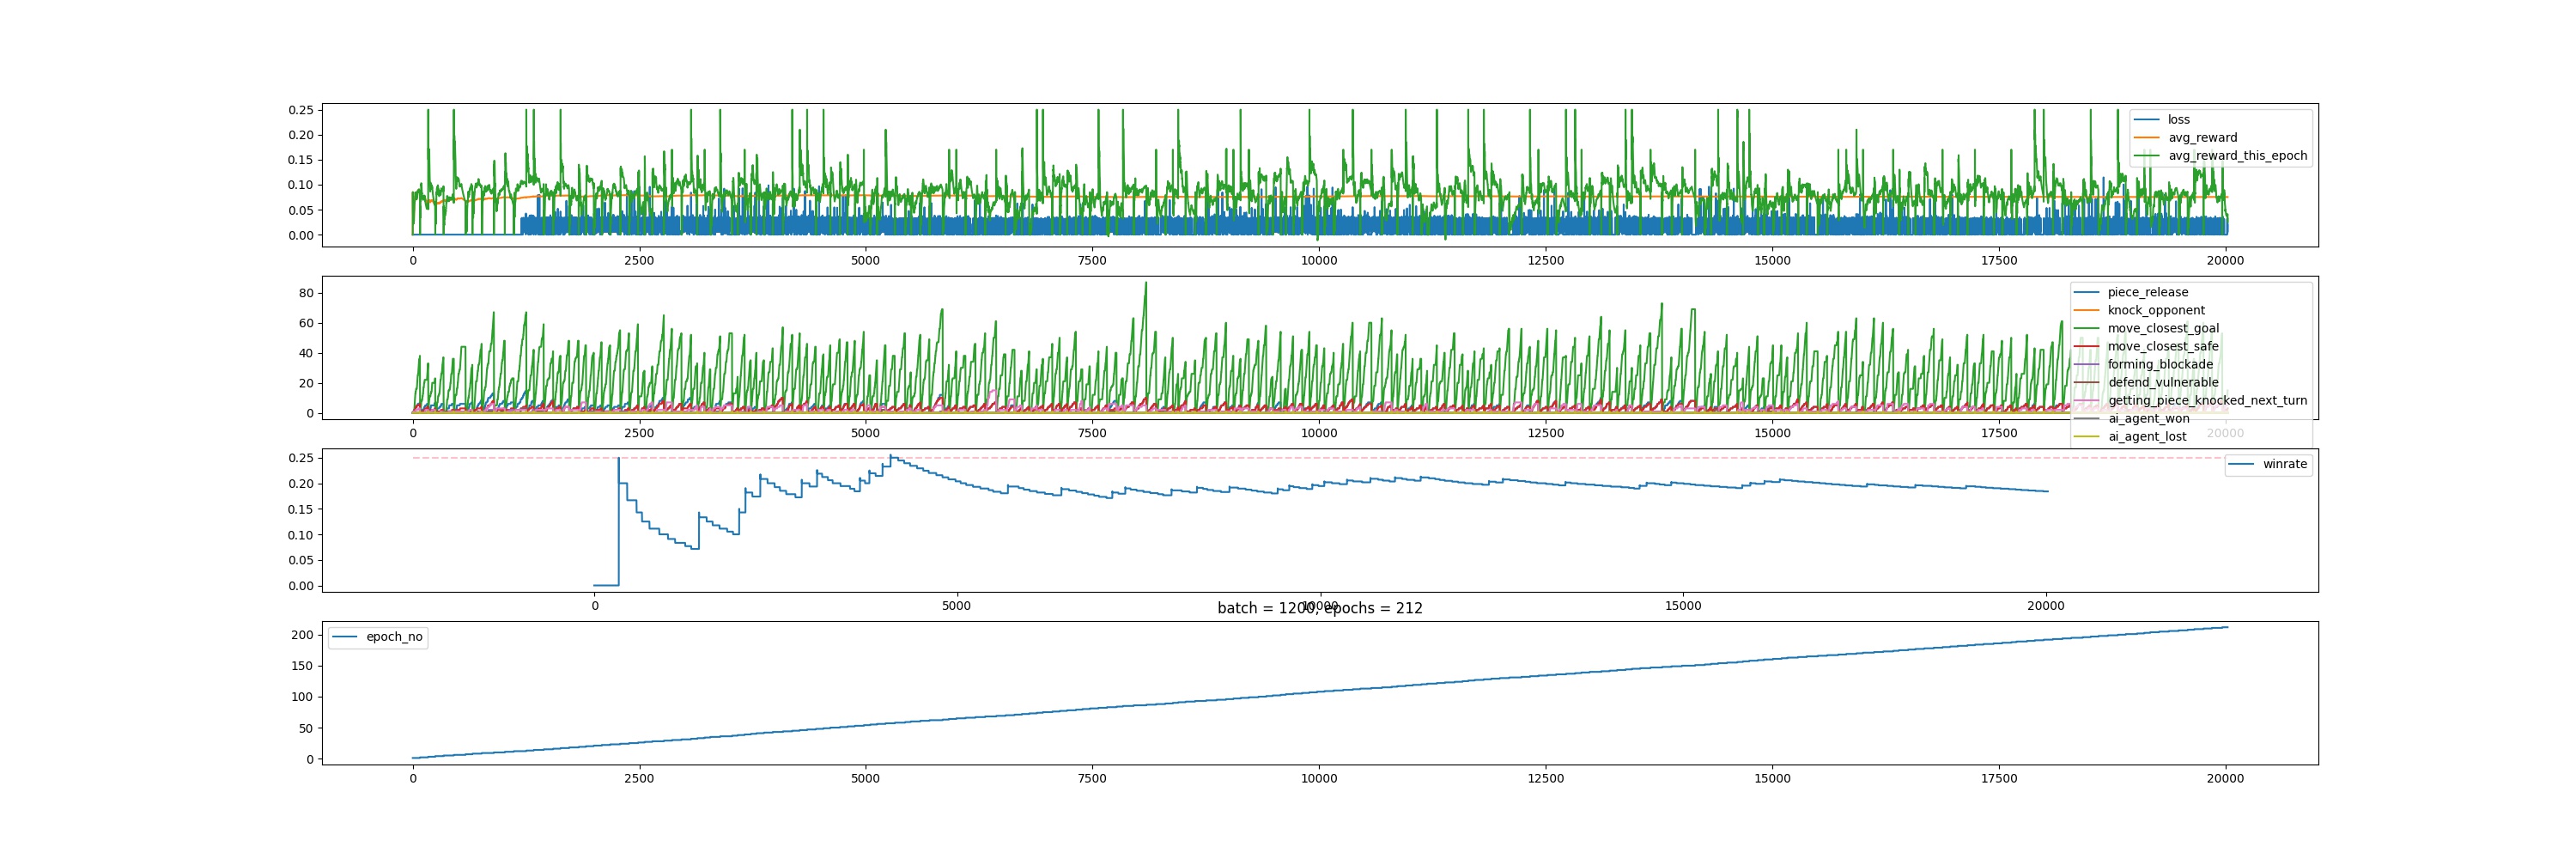 0.25
0.20
0.15
0.10
0.05
0.00
loss
avg_reward
avg_reward_this_epoch
0 2500 5000 7500 10000 12500 15000 17500 20000
80
60
40
20
0
piece_release
knock_opponent
move_closest_goal
move_closest_safe
forming_blockade
defend_vulnerable
getting_piece_knocked_next_turn
ai_agent_won
ai_agent_lost
0 2500 5000 7500 10000 12500 15000 17500 20000
0.25
0.20
0.15
0.10
0.05
0.00
winrate
0 5000 10000 15000 20000
batch = 1200, epochs = 212
200
150
100
50
0
epoch_no
0 2500 5000 7500 10000 12500 15000 17500 20000